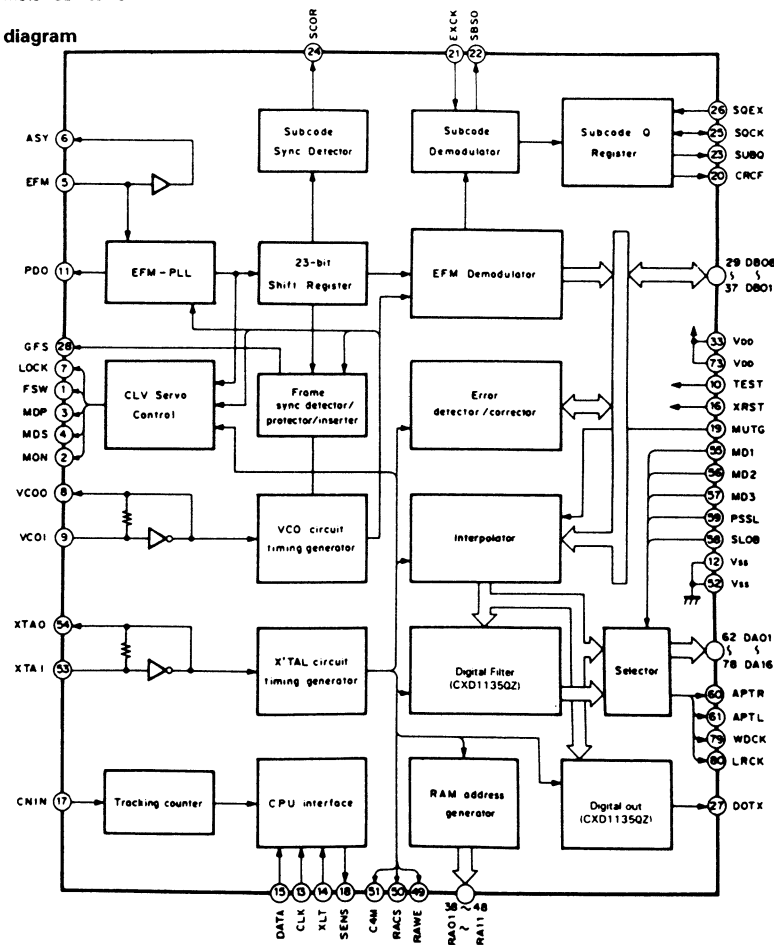 diagram
SCOR
24
EXCK
21
SBSO
22
ASY
6
EFM
5
PDO
11
GFS
28
LOCK
7
FSW
1
MDP
3
MDS
4
MON
2
VCOO
8
VCOI
9
XTAO
54
XTAI
53
CNIN
17
Subcode
Sync Detector
Subcode
Demodulator
Subcode Q
Register
EFM-PLL
23-bit
Shift Register
EFM Demodulator
CLV Servo
Control
Frame
sync detector/
protector/inserter
Error
detector/corrector
VCO circuit
timing generator
Interpolator
X'TAL circuit
timing generator
Digital Filter
(CXD1135QZ)
Selector
Tracking counter
CPU interface
RAM address
generator
Digital out
(CXD1135QZ)
26 SQEX
25 SQCK
23 SUBQ
20 CRCF
29 DB08
37 DB01
33 VDD
73 VDD
10 TEST
16 XRST
19 MUTG
55 MD1
56 MD2
57 MD3
59 PSSL
58 SLOB
12 Vss
52 Vss
62 DA01
78 DA16
60 APTR
61 APTL
79 WDCK
80 LRCK
27 DOTX
15
DATA
13
CLK
14
XLT
18
SENS
51
C4M
50
RACS
49
RAWE
38 ~ 48
RA01 ~ RA11